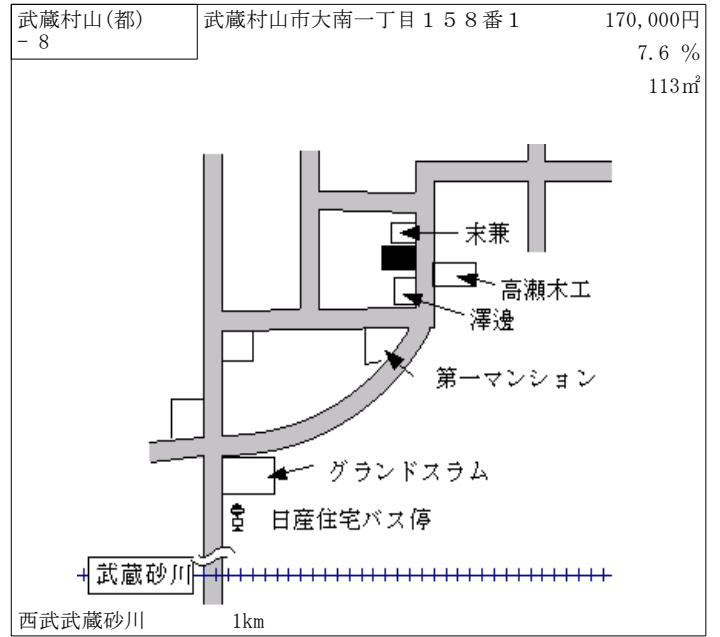 武蔵村山(都)
- 8
武蔵村山市大南一丁目１５８番１
170,000円
7.6 %
113㎡
末兼
高瀬木工
澤邊
第一マンション
グランドスラム
日産住宅バス停
武蔵砂川
西武武蔵砂川 1km